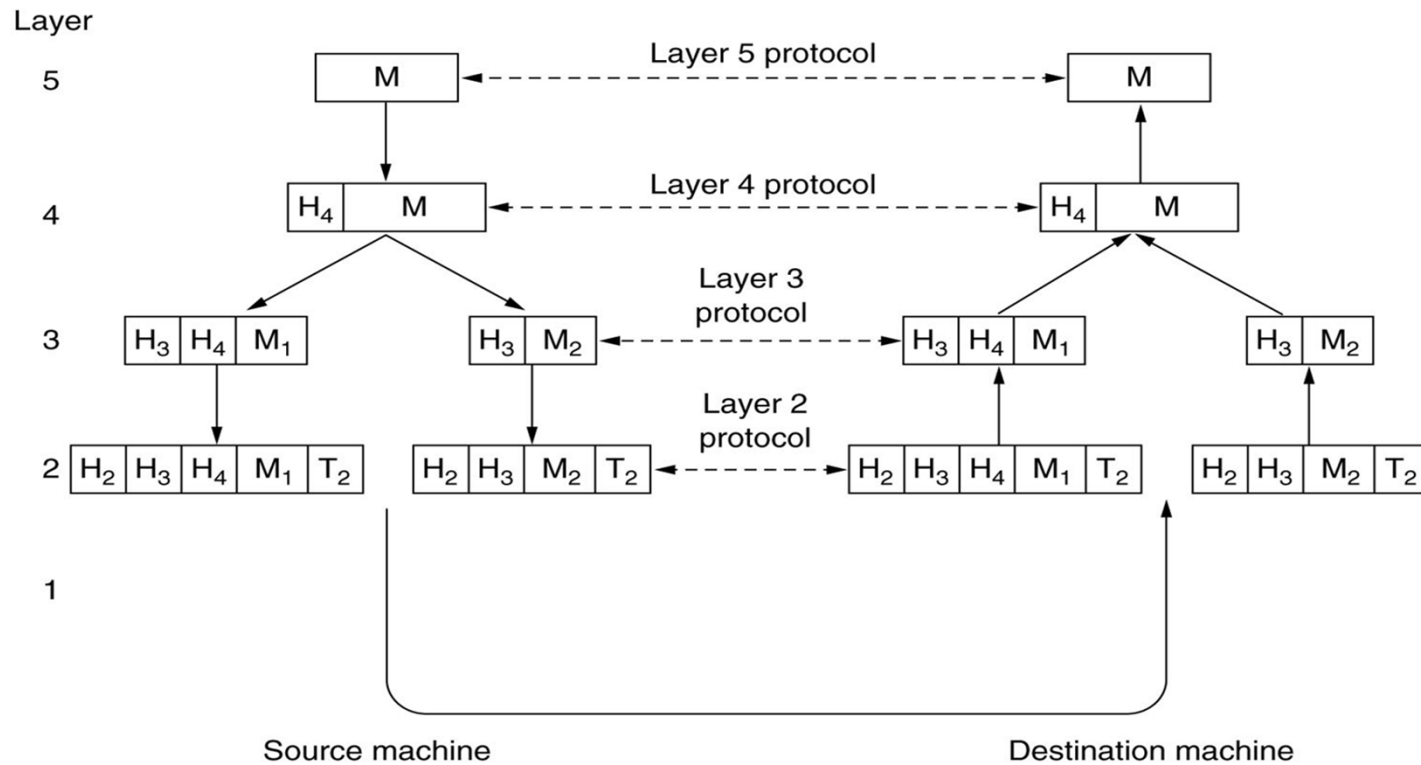 Layer
5 M Layer 5 protocol M
4 H₄ M Layer 4 protocol H₄ M
Layer 3
protocol
3 H₃ H₄ M₁ H₃ M₂ H₃ H₄ M₁ H₃ M₂
Layer 2
protocol
2 H₂ H₃ H₄ M₁ T₂ H₂ H₃ M₂ T₂ H₂ H₃ H₄ M₁ T₂ H₂ H₃ M₂ T₂
1
Source machine Destination machine